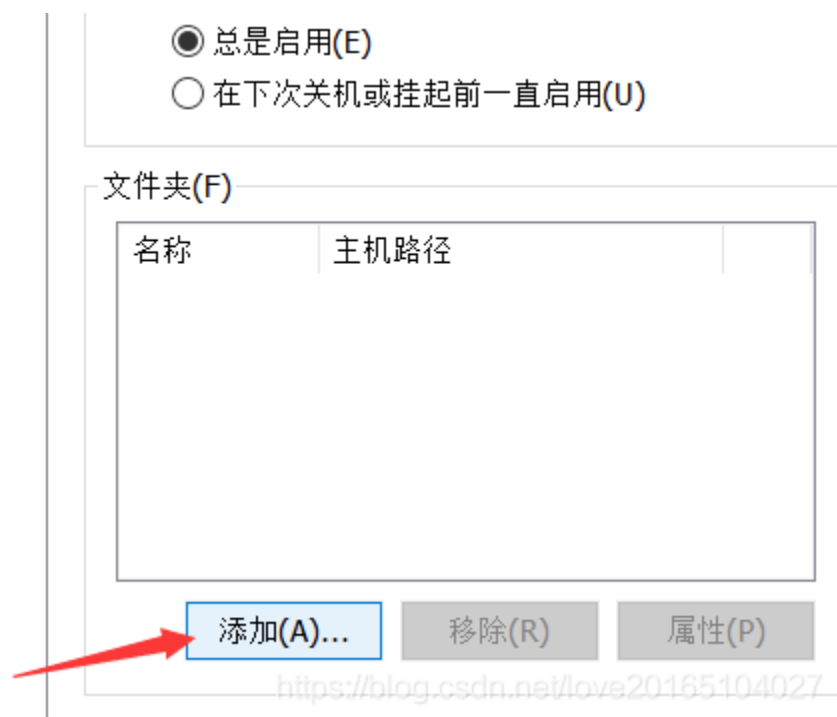 总是启用(E)
在下次关机或挂起前一直启用(U)
文件夹(F)
名称 主机路径
添加(A)... 移除(R) 属性(P)
https://blog.csdn.net/love20165104027